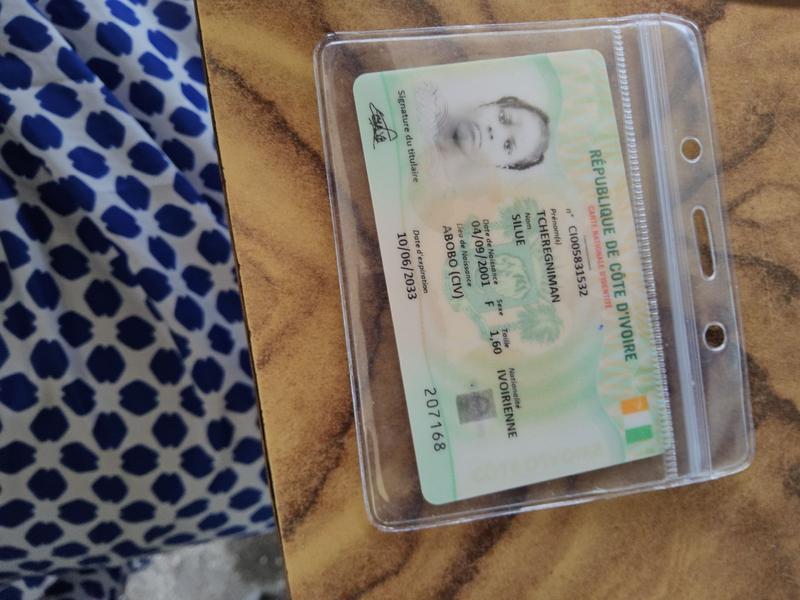 RÉPUBLIQUE DE CÔTE D'IVOIRE
CARTE NATIONALE D'IDENTITÉ
n° CI005831532
Prénom(s)
TCHEREGNIMAN
Nom
SILUE
Date de Naissance Sexe Taille Nationalité
04/09/2001 F 1,60 IVOIRIENNE
Lieu de Naissance
ABOBO (CIV)
Signature du titulaire
Date d'expiration
10/06/2033
207168
CÔTE D'IVOIRE